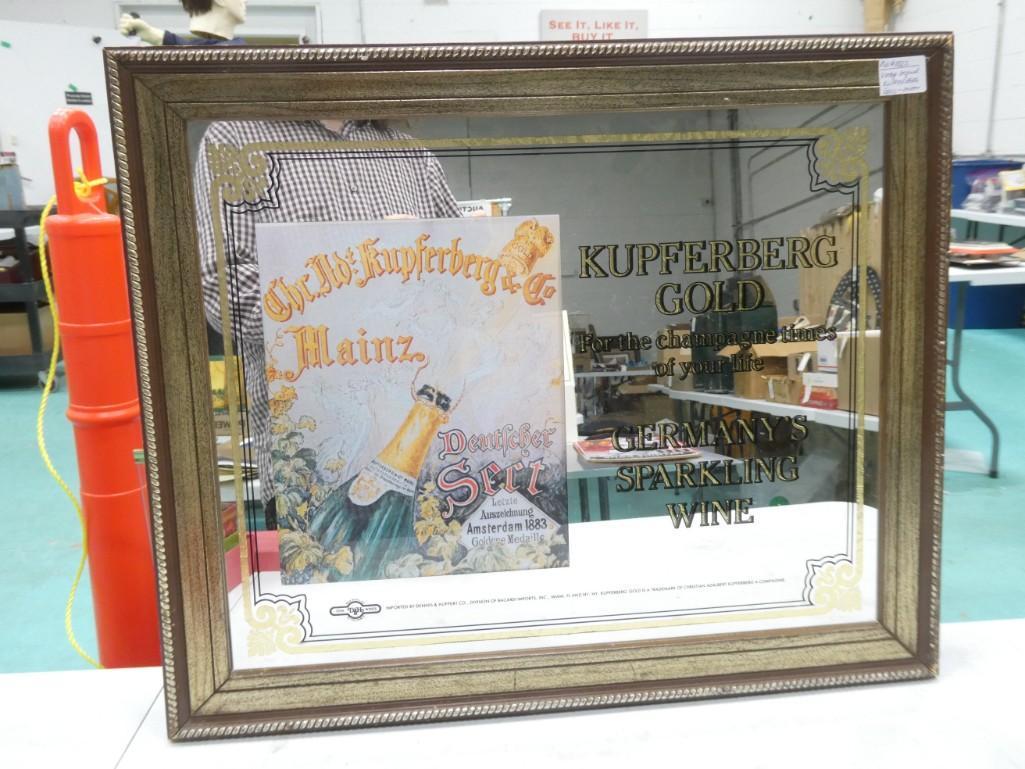 SEE IT, LIKE IT,
BUY IT
Chr. Adt. Kupferberg & Co
Mainz
Deutscher
Sect
Letzte
Auszeichnung
Amsterdam 1883
Goldene Medaille
KUPFERBERG
GOLD
For the champagne times
of your life
GERMANY'S
SPARKLING
WINE